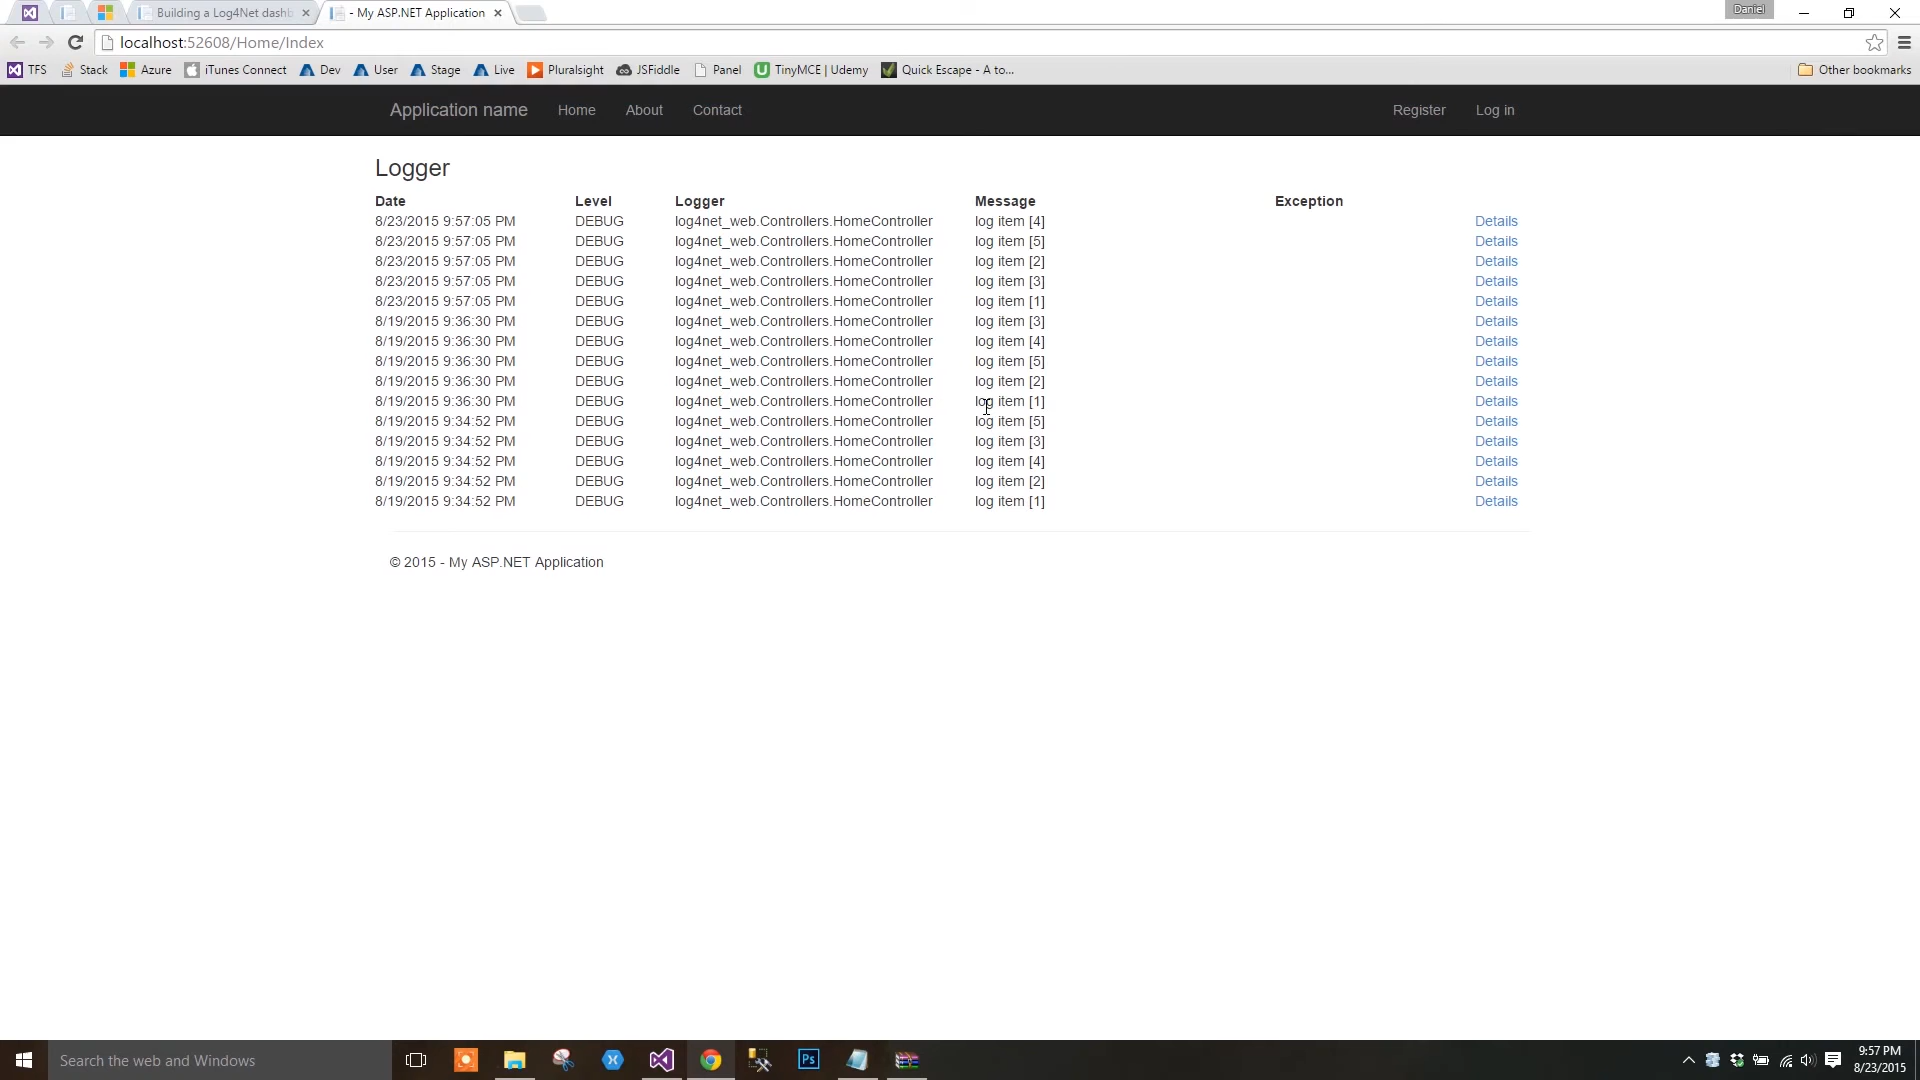 Building a Log4Net dashb
- My ASP.NET Application
Daniel
localhost:52608/Home/Index
TFS Stack Azure iTunes Connect Dev User Stage Live Pluralsight JSFiddle Panel TinyMCE | Udemy Quick Escape - A to... Other bookmarks
Application name Home About Contact Register Log in
Logger
Date Level Logger Message Exception
8/23/2015 9:57:05 PM DEBUG log4net_web.Controllers.HomeController log item [4] Details
8/23/2015 9:57:05 PM DEBUG log4net_web.Controllers.HomeController log item [5] Details
8/23/2015 9:57:05 PM DEBUG log4net_web.Controllers.HomeController log item [2] Details
8/23/2015 9:57:05 PM DEBUG log4net_web.Controllers.HomeController log item [3] Details
8/23/2015 9:57:05 PM DEBUG log4net_web.Controllers.HomeController log item [1] Details
8/19/2015 9:36:30 PM DEBUG log4net_web.Controllers.HomeController log item [3] Details
8/19/2015 9:36:30 PM DEBUG log4net_web.Controllers.HomeController log item [4] Details
8/19/2015 9:36:30 PM DEBUG log4net_web.Controllers.HomeController log item [5] Details
8/19/2015 9:36:30 PM DEBUG log4net_web.Controllers.HomeController log item [2] Details
8/19/2015 9:36:30 PM DEBUG log4net_web.Controllers.HomeController log item [1] Details
8/19/2015 9:34:52 PM DEBUG log4net_web.Controllers.HomeController log item [5] Details
8/19/2015 9:34:52 PM DEBUG log4net_web.Controllers.HomeController log item [3] Details
8/19/2015 9:34:52 PM DEBUG log4net_web.Controllers.HomeController log item [4] Details
8/19/2015 9:34:52 PM DEBUG log4net_web.Controllers.HomeController log item [2] Details
8/19/2015 9:34:52 PM DEBUG log4net_web.Controllers.HomeController log item [1] Details
© 2015 - My ASP.NET Application
Search the web and Windows
Ps
9:57 PM
8/23/2015